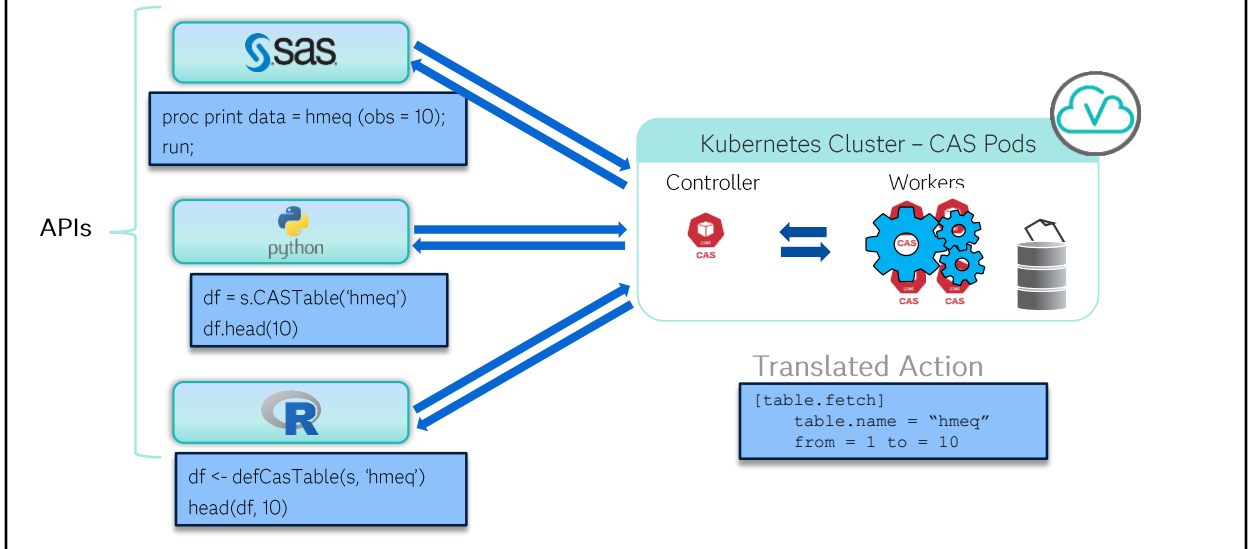 APIs
sas
proc print data = hmeq (obs = 10);
run;
python
df = s.CASTable(‘hmeq’)
df.head(10)
R
df <- defCasTable(s, ‘hmeq’)
head(df, 10)
Kubernetes Cluster – CAS Pods
Controller
Workers
CAS
CAS
CAS
CAS
Translated Action
[table.fetch]
table.name = “hmeq”
from = 1 to = 10